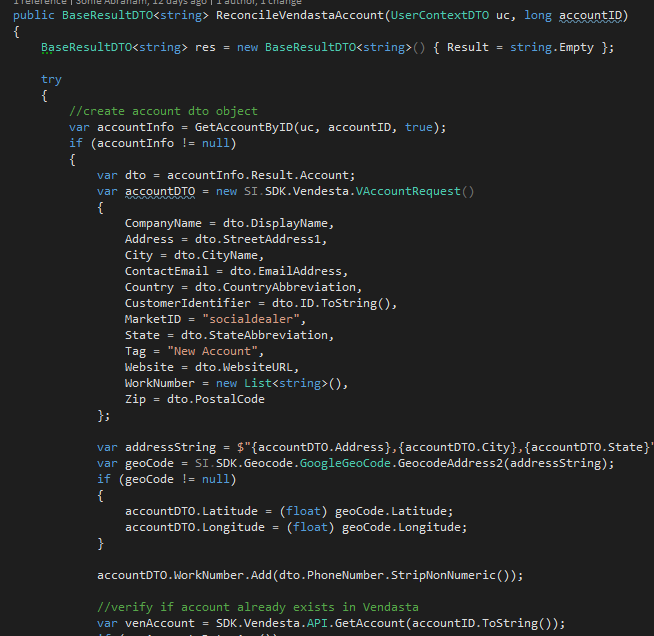 1 reference | Sonie Abraham, 12 days ago | 1 author, 1 change
public BaseResultDTO<string> ReconcileVendastaAccount(UserContextDTO uc, long accountID)
{
BaseResultDTO<string> res = new BaseResultDTO<string>() { Result = string.Empty };
try
{
//create account dto object
var accountInfo = GetAccountByID(uc, accountID, true);
if (accountInfo != null)
{
var dto = accountInfo.Result.Account;
var accountDTO = new SI.SDK.Vendesta.VAccountRequest()
{
CompanyName = dto.DisplayName,
Address = dto.StreetAddress1,
City = dto.CityName,
ContactEmail = dto.EmailAddress,
Country = dto.CountryAbbreviation,
CustomerIdentifier = dto.ID.ToString(),
MarketID = "socialdealer",
State = dto.StateAbbreviation,
Tag = "New Account",
Website = dto.WebsiteURL,
WorkNumber = new List<string>(),
Zip = dto.PostalCode
};
var addressString = $"{accountDTO.Address},{accountDTO.City},{accountDTO.State}"
var geoCode = SI.SDK.Geocode.GoogleGeoCode.GeocodeAddress2(addressString);
if (geoCode != null)
{
accountDTO.Latitude = (float) geoCode.Latitude;
accountDTO.Longitude = (float) geoCode.Longitude;
}
accountDTO.WorkNumber.Add(dto.PhoneNumber.StripNonNumeric());
//verify if account already exists in Vendasta
var venAccount = SDK.Vendesta.API.GetAccount(accountID.ToString());